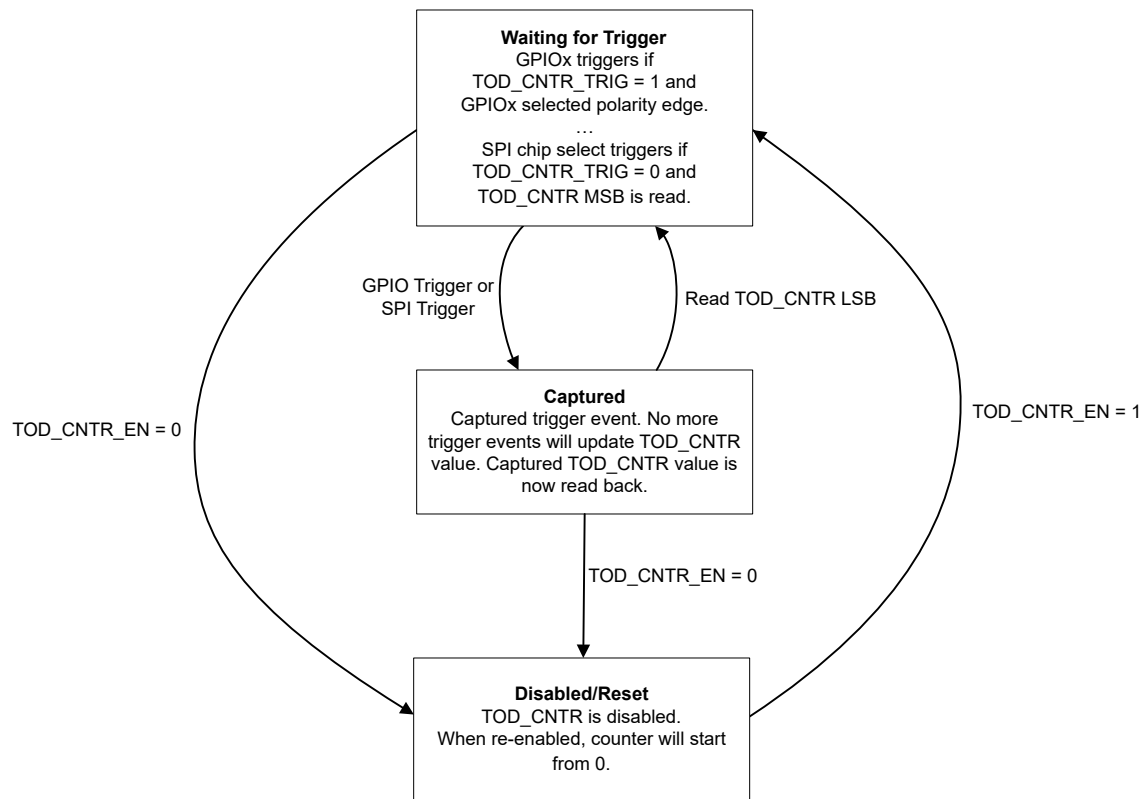 Waiting for Trigger
GPIOx triggers if
TOD_CNTR_TRIG = 1 and
GPIOx selected polarity edge.
…
SPI chip select triggers if
TOD_CNTR_TRIG = 0 and
TOD_CNTR MSB is read.
GPIO Trigger or
SPI Trigger
Read TOD_CNTR LSB
Captured
Captured trigger event. No more
trigger events will update TOD_CNTR
value. Captured TOD_CNTR value is
now read back.
TOD_CNTR_EN = 0
TOD_CNTR_EN = 1
TOD_CNTR_EN = 0
Disabled/Reset
TOD_CNTR is disabled.
When re-enabled, counter will start
from 0.